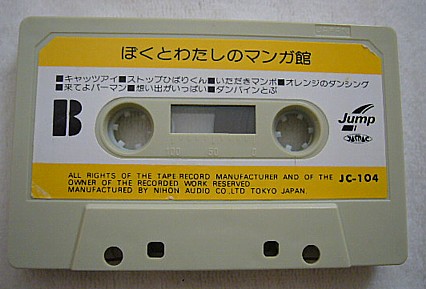 ぼくとわたしのマンガ館
■キャッツアイ■ストップひばりくん■いただきマンボ■オレンジのダンシング
■来てよパーマン■想い出がいっぱい■ダンバインとぶ
B
Jump
JASRAC
ALL RIGHTS OF THE TAPE RECORD MANUFACTURER AND OF THE
OWNER OF THE RECORDED WORK RESERVED
MANUFACTURED BY NIHON AUDIO CO.,LTD TOKYO JAPAN.
JC-104